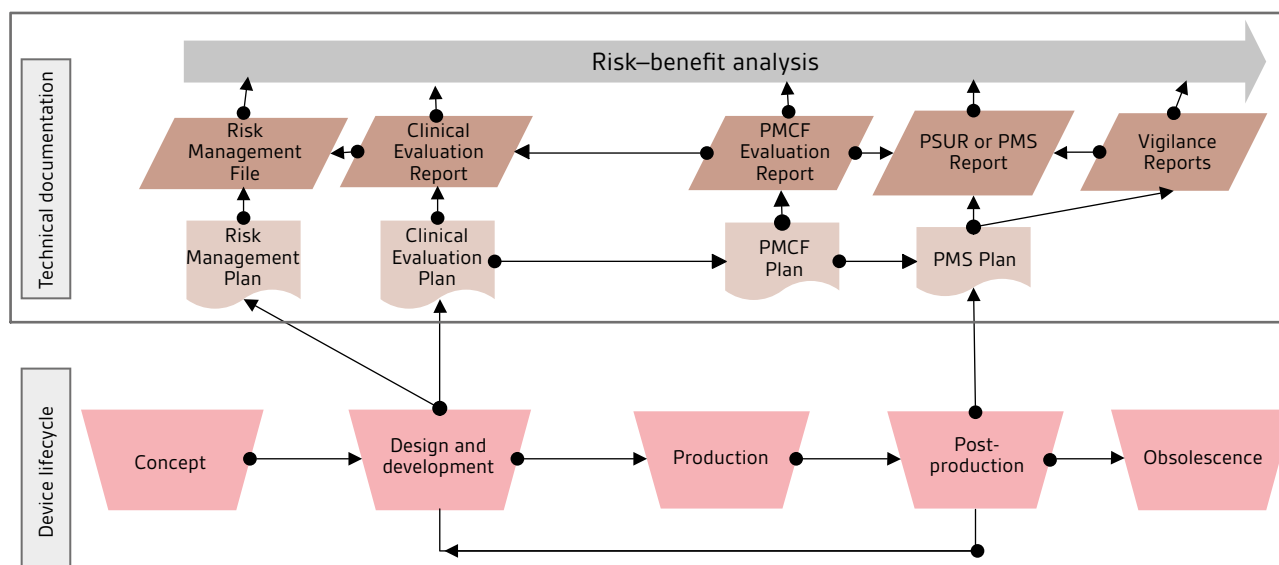 Technical documentation
Risk–benefit analysis
Risk
Management
File
Clinical
Evaluation
Report
PMCF
Evaluation
Report
PSUR or PMS
Report
Vigilance
Reports
Risk
Management
Plan
Clinical
Evaluation
Plan
PMCF
Plan
PMS Plan
Device lifecycle
Concept
Design and
development
Production
Post-
production
Obsolescence